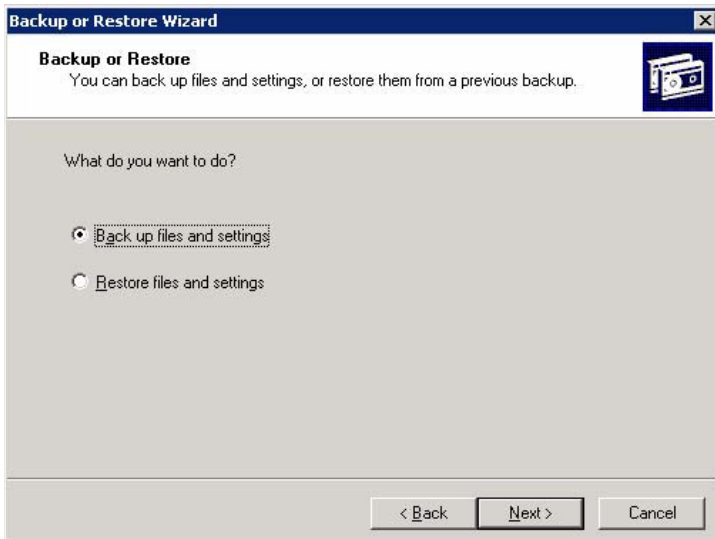 Backup or Restore Wizard
Backup or Restore
You can back up files and settings, or restore them from a previous backup.
What do you want to do?
Back up files and settings
Restore files and settings
< Back
Next >
Cancel